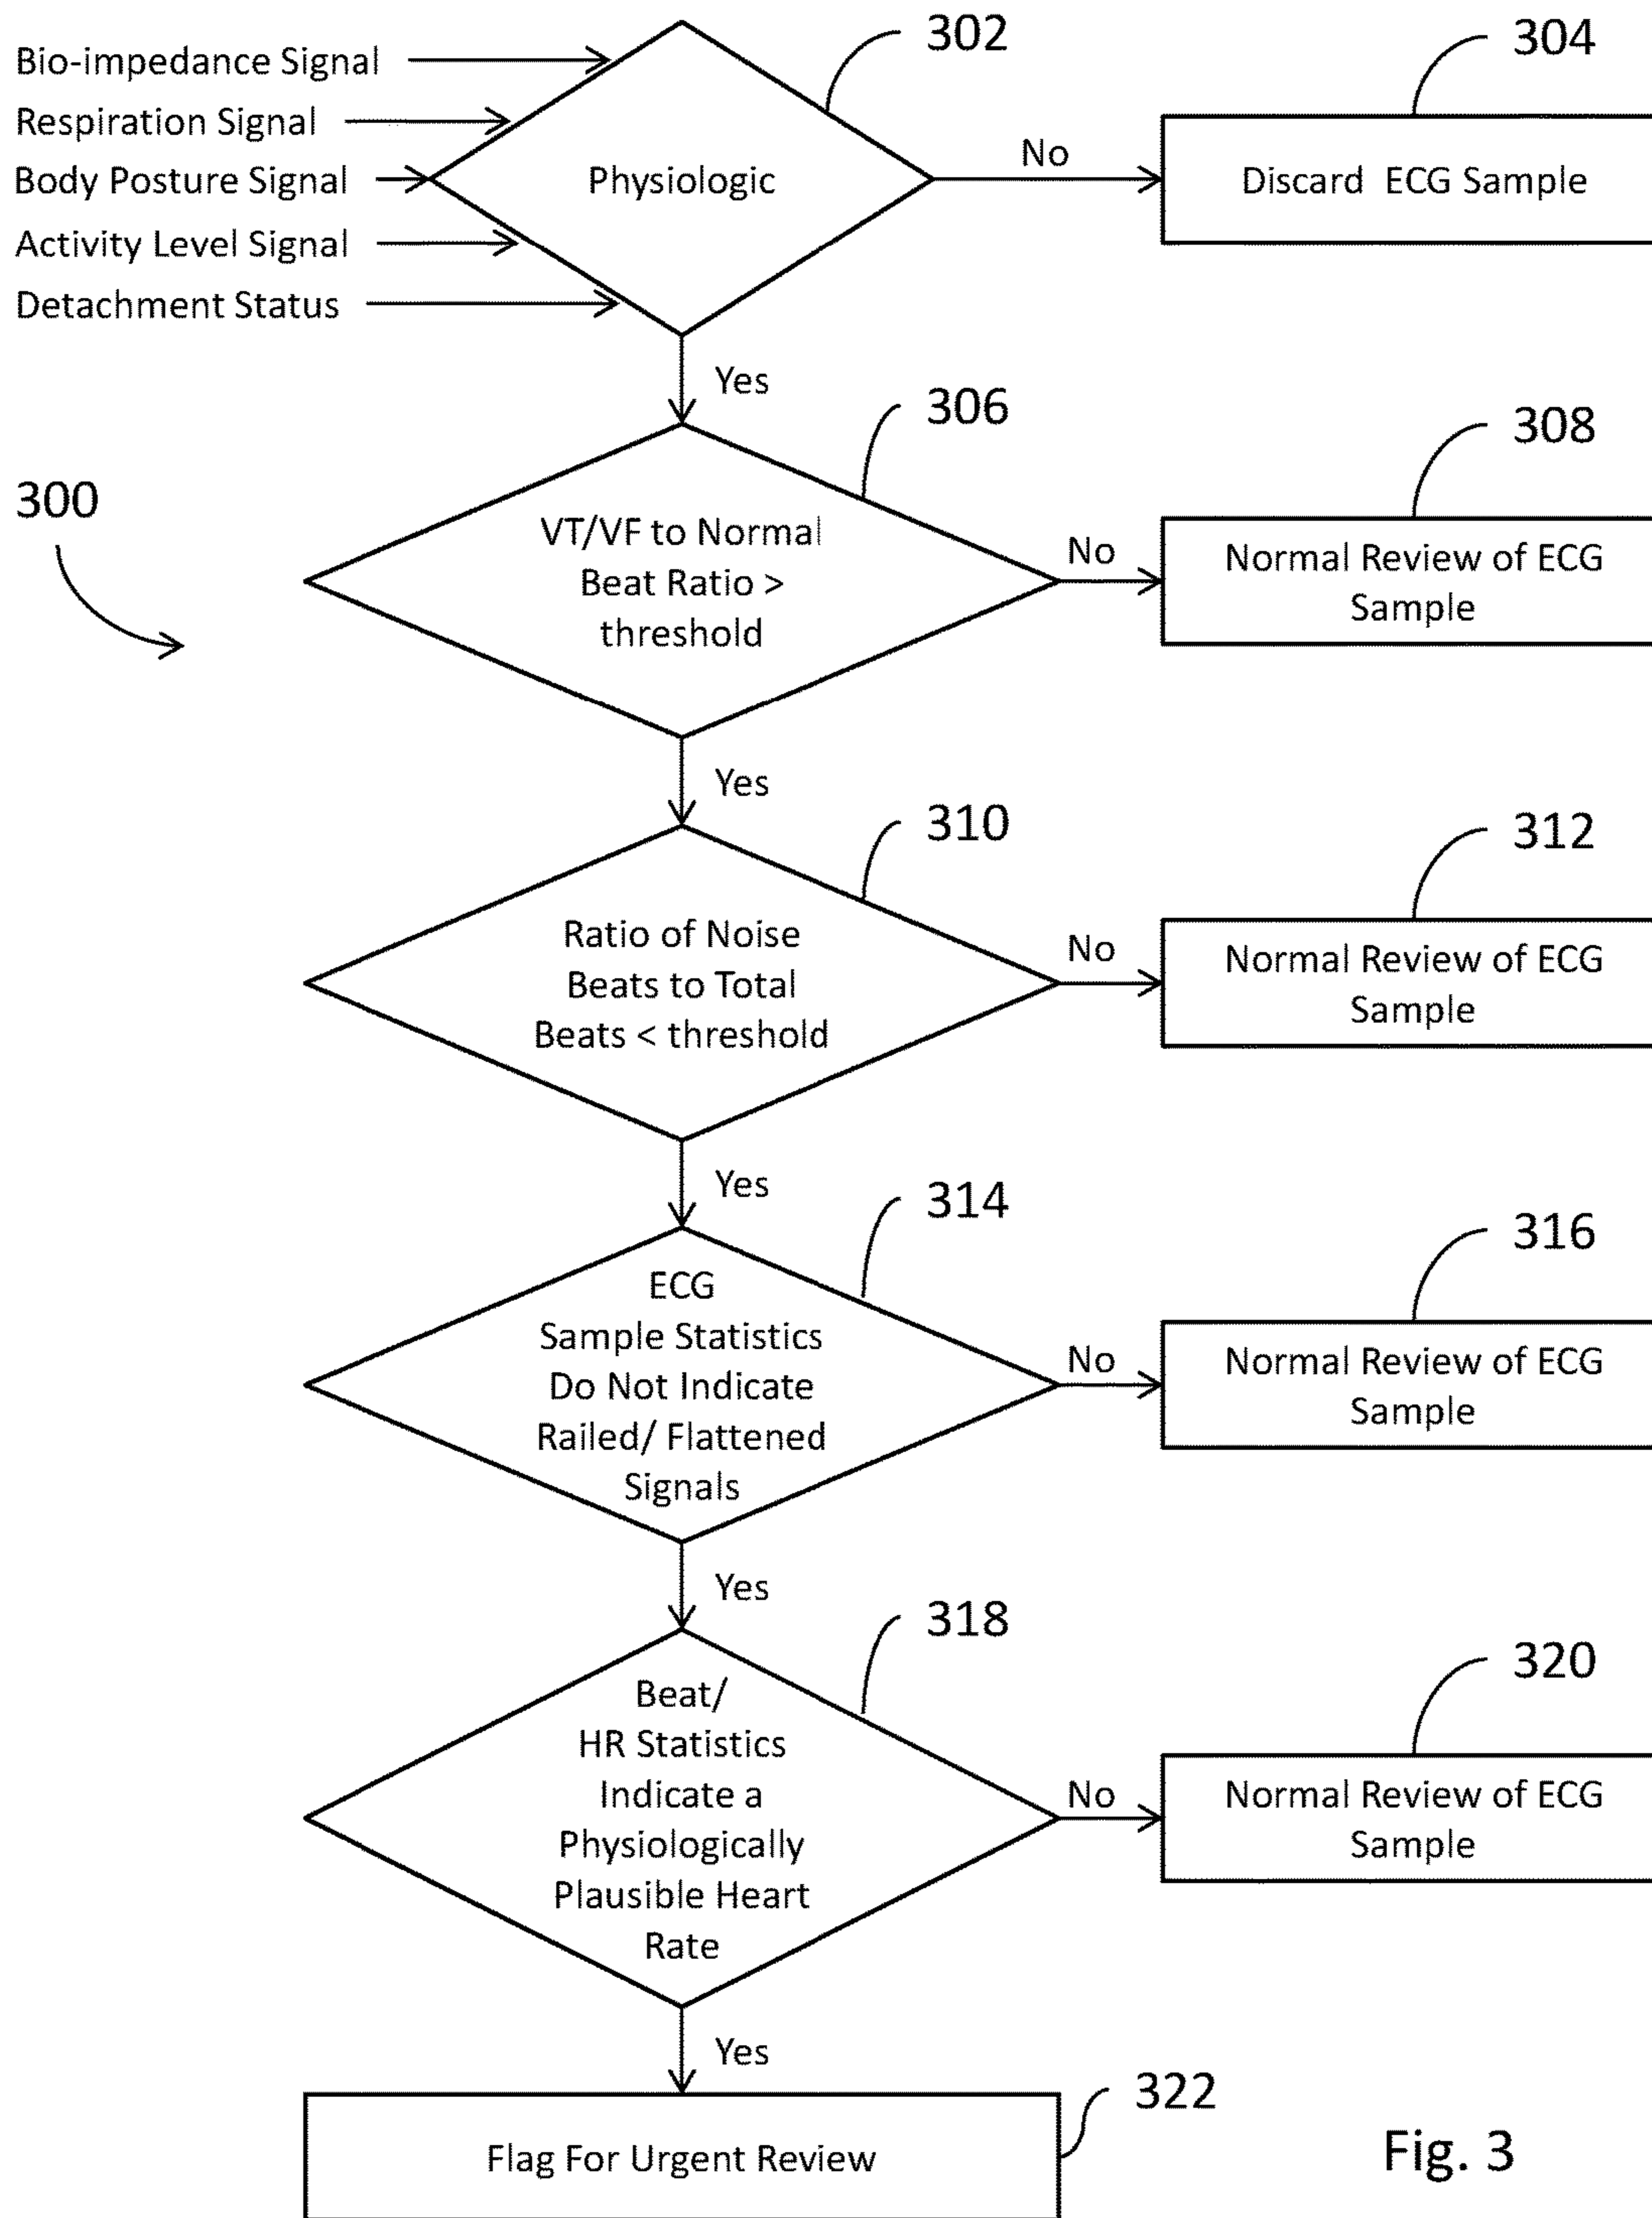 302
304
Bio-impedance Signal
Respiration Signal
Body Posture Signal
Activity Level Signal
Detachment Status
Physiologic
No
Discard ECG Sample
Yes
300
306
308
VT/VF to Normal
Beat Ratio >
threshold
No
Normal Review of ECG
Sample
Yes
310
312
Ratio of Noise
Beats to Total
Beats < threshold
No
Normal Review of ECG
Sample
Yes
314
316
ECG
Sample Statistics
Do Not Indicate
Railed/ Flattened
Signals
No
Normal Review of ECG
Sample
Yes
318
320
Beat/
HR Statistics
Indicate a
Physiologically
Plausible Heart
Rate
No
Normal Review of ECG
Sample
Yes
322
Flag For Urgent Review
Fig. 3